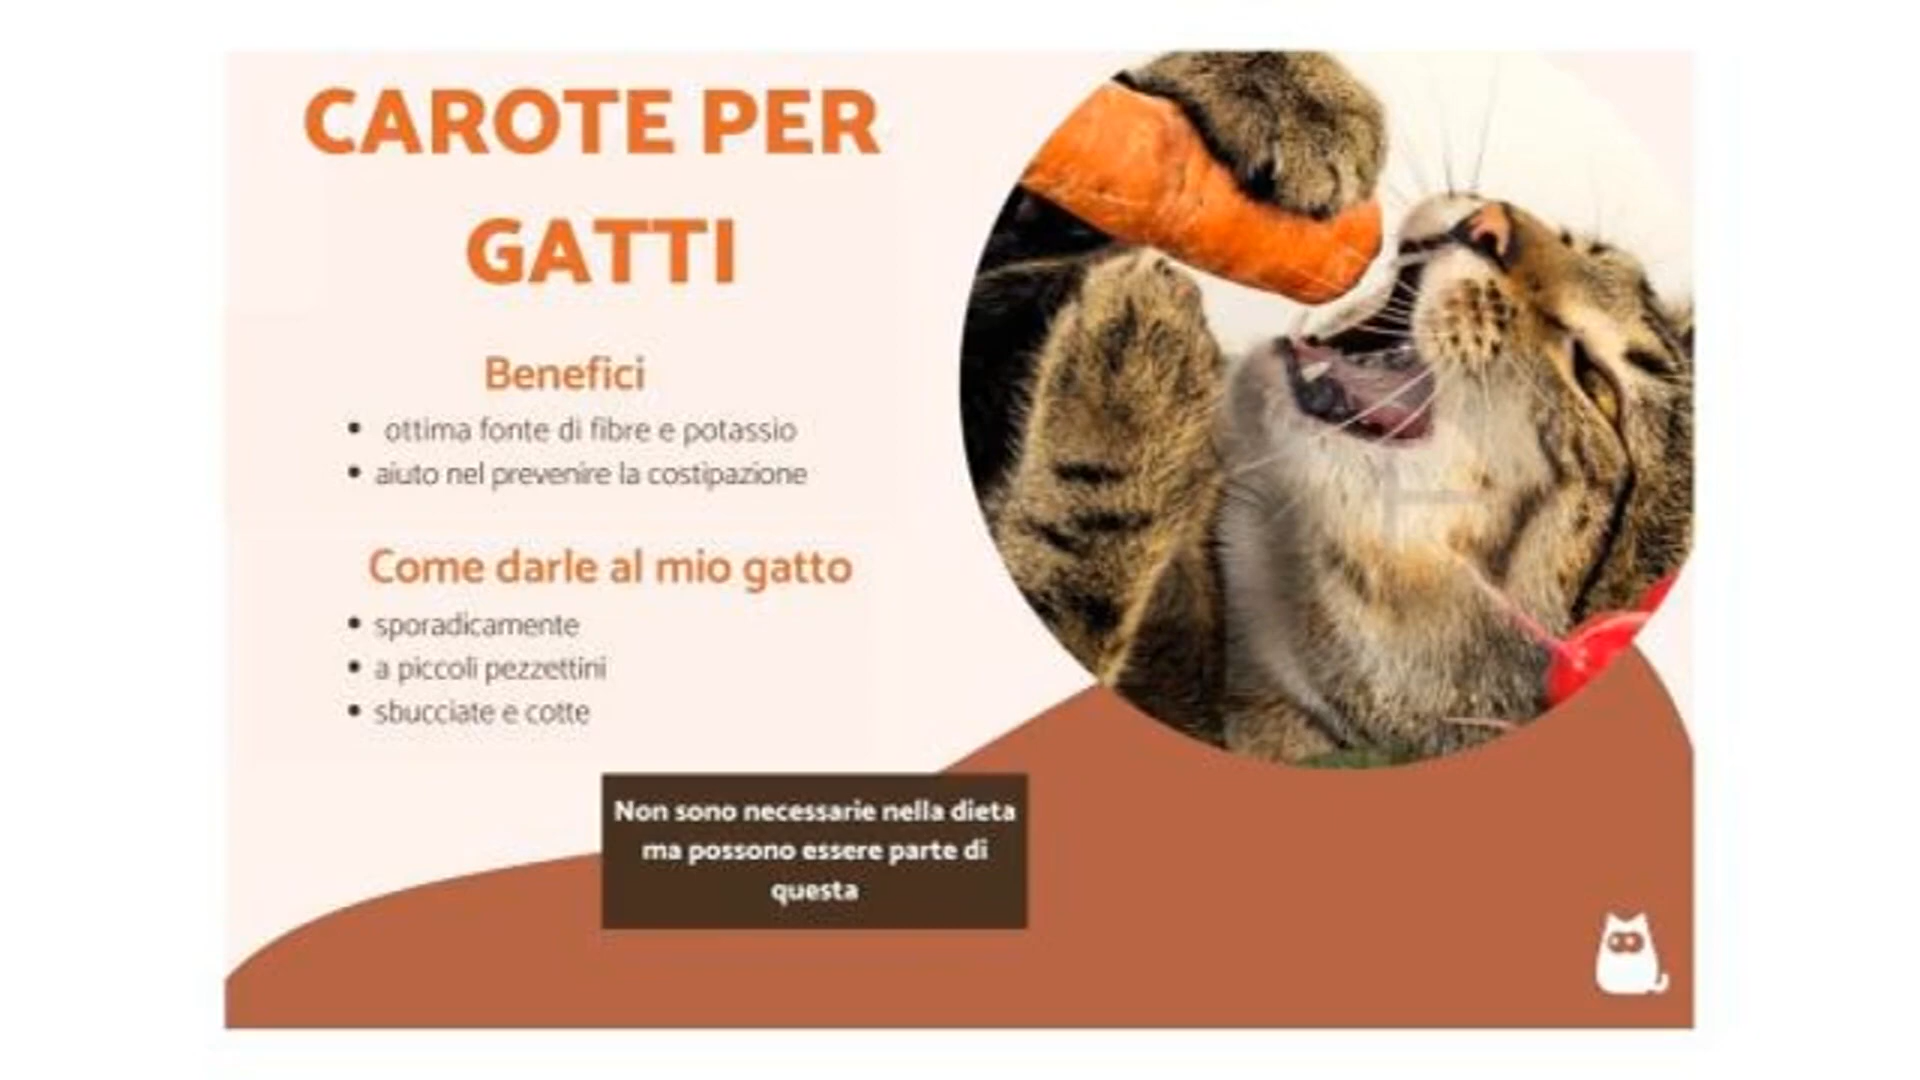 CAROTE PER
GATTI
Benefici
• ottima fonte di fibre e potassio
• aiuto nel prevenire la costipazione
Come darle al mio gatto
• sporadicamente
• a piccoli pezzettini
• sbucciate e cotte
Non sono necessarie nella dieta
ma possono essere parte di
questa